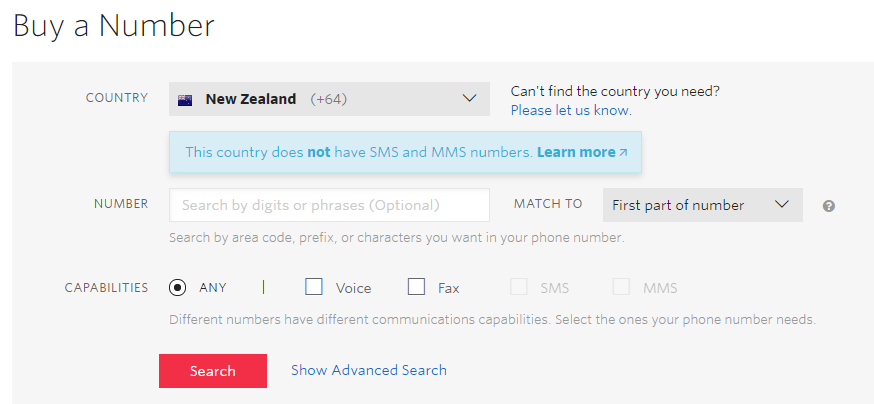 Buy a Number
COUNTRY
New Zealand (+64)
Can't find the country you need?
Please let us know.
This country does not have SMS and MMS numbers. Learn more
NUMBER
Search by digits or phrases (Optional)
MATCH TO
First part of number
?
Search by area code, prefix, or characters you want in your phone number.
CAPABILITIES
ANY | Voice Fax SMS MMS
Different numbers have different communications capabilities. Select the ones your phone number needs.
Search
Show Advanced Search